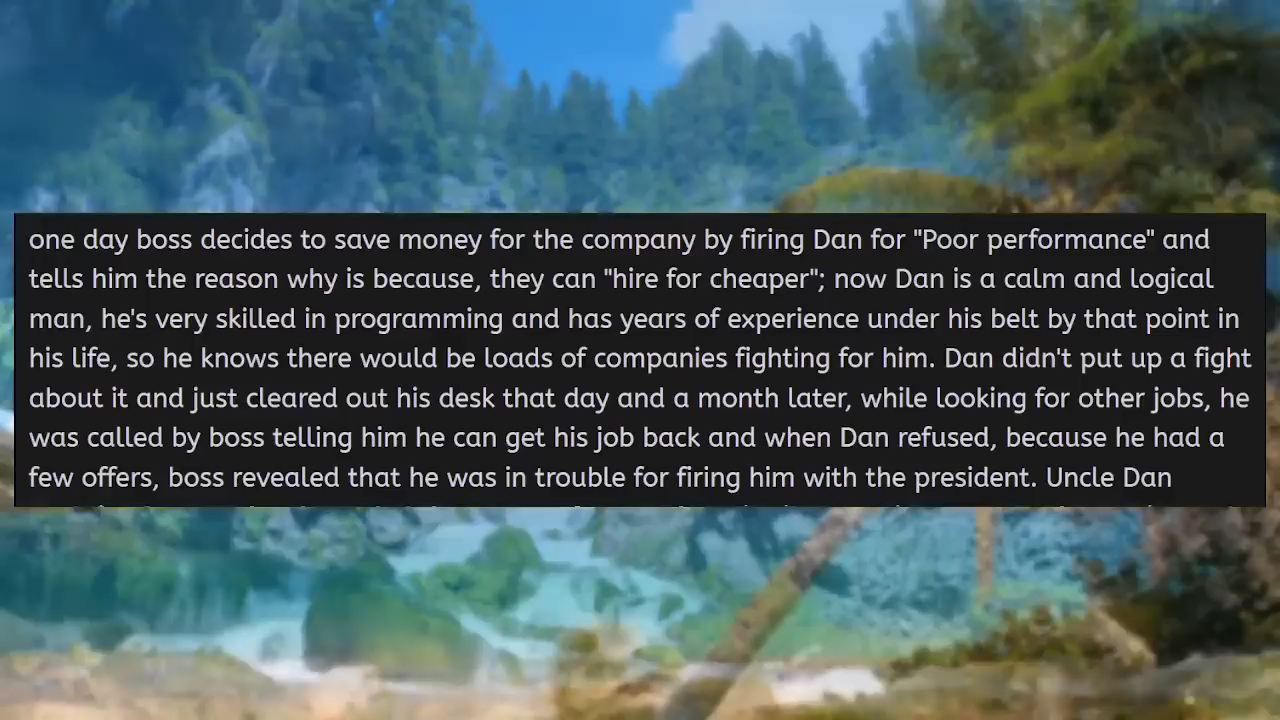 one day boss decides to save money for the company by firing Dan for "Poor performance" and
tells him the reason why is because, they can "hire for cheaper"; now Dan is a calm and logical
man, he's very skilled in programming and has years of experience under his belt by that point in
his life, so he knows there would be loads of companies fighting for him. Dan didn't put up a fight
about it and just cleared out his desk that day and a month later, while looking for other jobs, he
was called by boss telling him he can get his job back and when Dan refused, because he had a
few offers, boss revealed that he was in trouble for firing him with the president. Uncle Dan